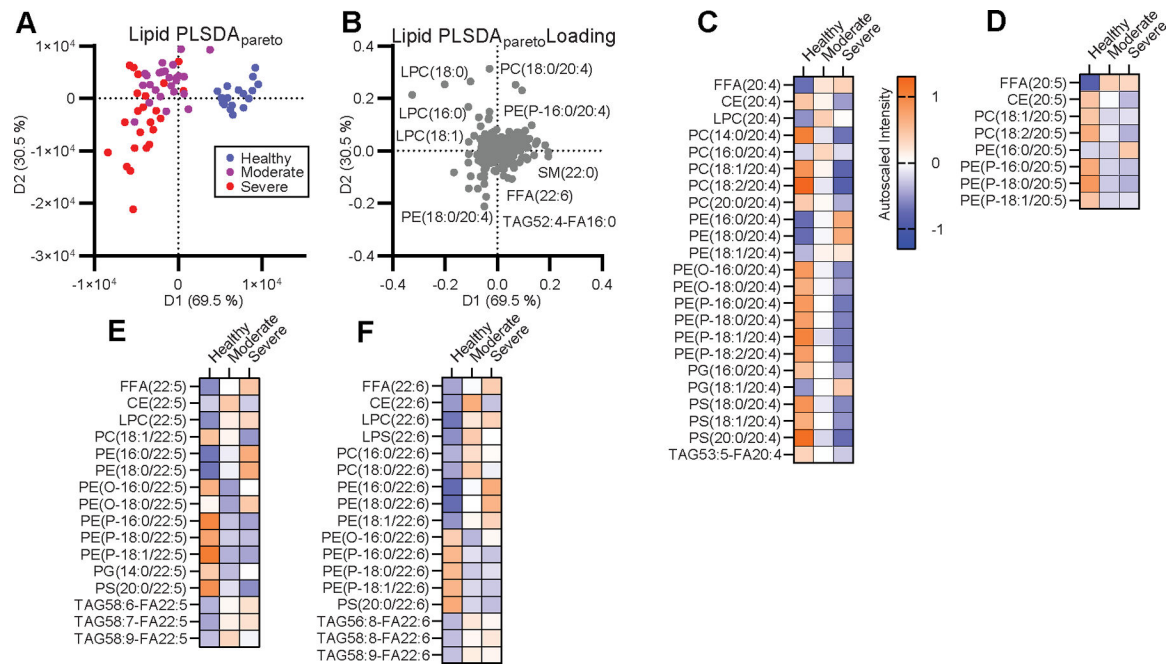 A
Lipid PLSDApareto
1×10⁴
0
-1×10⁴
-2×10⁴
-3×10⁴
D2 (30.5 %)
-1×10⁴
0
1×10⁴
D1 (69.5 %)
Healthy
Moderate
Severe
B
Lipid PLSDAparetoLoading
0.4
0.2
0.0
-0.2
-0.4
D2 (30.5 %)
-0.4
-0.2
0.0
0.2
0.4
D1 (69.5 %)
LPC(18:0)
PC(18:0/20:4)
LPC(16:0)
PE(P-16:0/20:4)
LPC(18:1)
SM(22:0)
FFA(22:6)
PE(18:0/20:4)
TAG52:4-FA16:0
C
Healthy
Moderate
Severe
FFA(20:4)
CE(20:4)
LPC(20:4)
PC(14:0/20:4)
PC(16:0/20:4)
PC(18:1/20:4)
PC(18:2/20:4)
PC(20:0/20:4)
PE(16:0/20:4)
PE(18:0/20:4)
PE(18:1/20:4)
PE(O-16:0/20:4)
PE(O-18:0/20:4)
PE(P-16:0/20:4)
PE(P-18:0/20:4)
PE(P-18:1/20:4)
PE(P-18:2/20:4)
PG(16:0/20:4)
PG(18:1/20:4)
PS(18:0/20:4)
PS(18:1/20:4)
PS(20:0/20:4)
TAG53:5-FA20:4
Autoscaled Intensity
1
0
-1
D
Healthy
Moderate
Severe
FFA(20:5)
CE(20:5)
PC(18:1/20:5)
PC(18:2/20:5)
PE(16:0/20:5)
PE(P-16:0/20:5)
PE(P-18:0/20:5)
PE(P-18:1/20:5)
E
Healthy
Moderate
Severe
FFA(22:5)
CE(22:5)
LPC(22:5)
PC(18:1/22:5)
PE(16:0/22:5)
PE(18:0/22:5)
PE(O-16:0/22:5)
PE(O-18:0/22:5)
PE(P-16:0/22:5)
PE(P-18:0/22:5)
PE(P-18:1/22:5)
PG(14:0/22:5)
PS(20:0/22:5)
TAG58:6-FA22:5
TAG58:7-FA22:5
TAG58:9-FA22:5
F
Healthy
Moderate
Severe
FFA(22:6)
CE(22:6)
LPC(22:6)
LPS(22:6)
PC(16:0/22:6)
PC(18:0/22:6)
PE(16:0/22:6)
PE(18:0/22:6)
PE(18:1/22:6)
PE(O-16:0/22:6)
PE(P-16:0/22:6)
PE(P-18:0/22:6)
PE(P-18:1/22:6)
PS(20:0/22:6)
TAG56:8-FA22:6
TAG58:8-FA22:6
TAG58:9-FA22:6